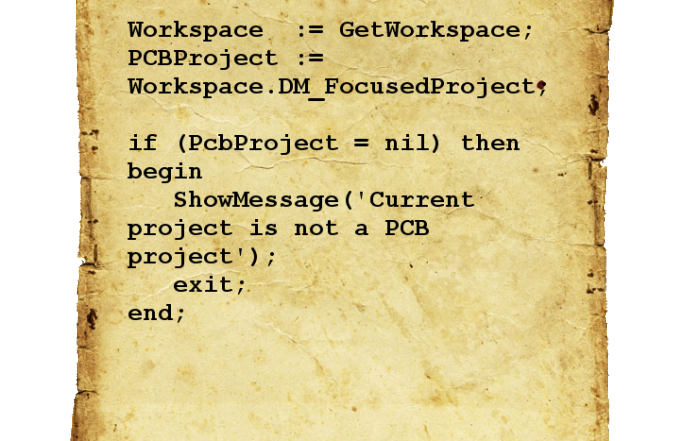 Workspace  := GetWorkspace;
PCBProject :=
Workspace.DM_FocusedProject;
if (PcbProject = nil) then
begin
   ShowMessage('Current
project is not a PCB
project');
   exit;
end;